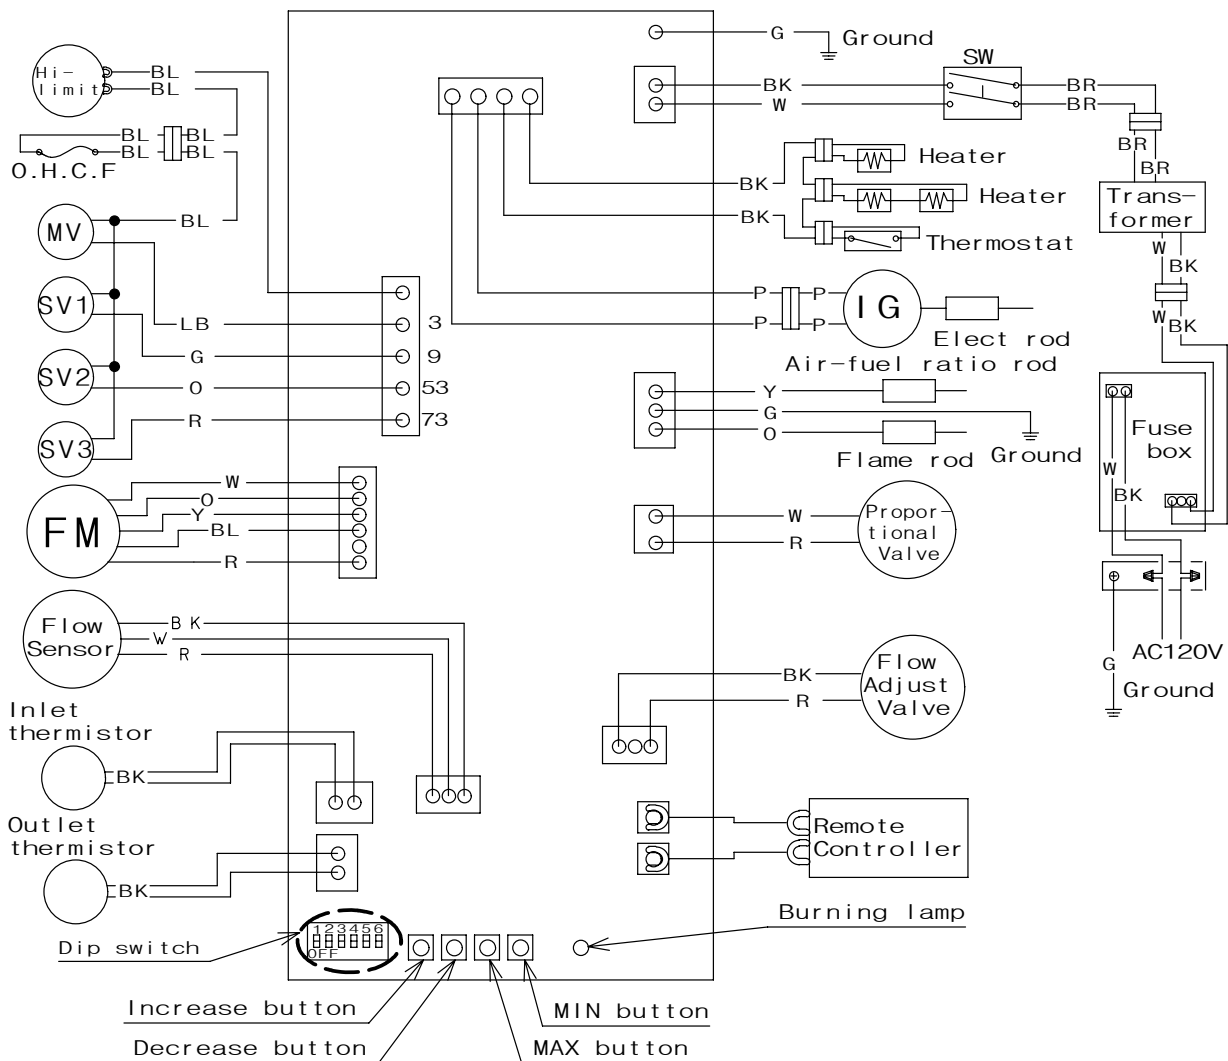 G
Ground
SW
Hi-
limit
BL
BL
BK
W
BR
BR
BL
BL
BL
BL
O.H.C.F
BR
BR
Heater
BK
Heater
BK
Thermostat
Trans-
former
MV
BL
W
BK
SV1
P
P
P
P
IG
Elect rod
W
BK
LB
3
G
9
SV2
O
53
R
73
SV3
Air-fuel ratio rod
Y
G
O
Ground
Flame rod
Fuse
box
W
BK
FM
W
O
Y
BL
R
W
R
Propor-
tional
Valve
Flow
Sensor
B K
W
R
BK
R
Flow
Adjust
Valve
AC120V
G
Ground
Inlet
thermistor
BK
Outlet
thermistor
BK
Remote
Controller
Burning lamp
Dip switch
123456
OFF
Increase button
MIN button
Decrease button
MAX button